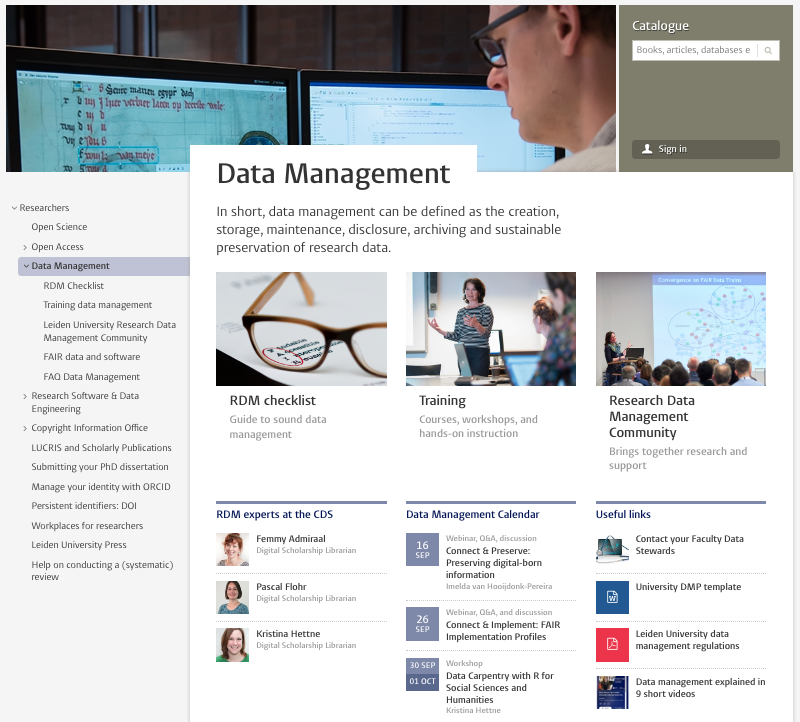 Catalogue
Books, articles, databases e
Sign in
Data Management
In short, data management can be defined as the creation,
storage, maintenance, disclosure, archiving and sustainable
preservation of research data.
Researchers
Open Science
Open Access
Data Management
RDM Checklist
Training data management
Leiden University Research Data
Management Community
FAIR data and software
FAQ Data Management
Research Software & Data
Engineering
Copyright Information Office
LUCRIS and Scholarly Publications
Submitting your PhD dissertation
Manage your identity with ORCID
Persistent identifiers: DOI
Workplaces for researchers
Leiden University Press
Help on conducting a (systematic)
review
RDM checklist
Guide to sound data
management
Training
Courses, workshops, and
hands-on instruction
Convergence on FAIR Data Thing
Research Data
Management
Community
Brings together research and
support
RDM experts at the CDS
Femmy Admiraal
Digital Scholarship Librarian
Pascal Flohr
Digital Scholarship Librarian
Kristina Hettne
Digital Scholarship Librarian
Data Management Calendar
16
SEP
Webinar, Q&A, discussion
Connect & Preserve:
Preserving digital-born
information
Imelda van Hooijdonk-Pereira
26
SEP
Webinar, Q&A, and discussion
Connect & Implement: FAIR
Implementation Profiles
30 SEP
01 OCT
Workshop
Data Carpentry with R for
Social Sciences and
Humanities
Kristina Hettne
Useful links
Contact your Faculty Data
Stewards
University DMP template
Leiden University data
management regulations
Data management explained in
9 short videos